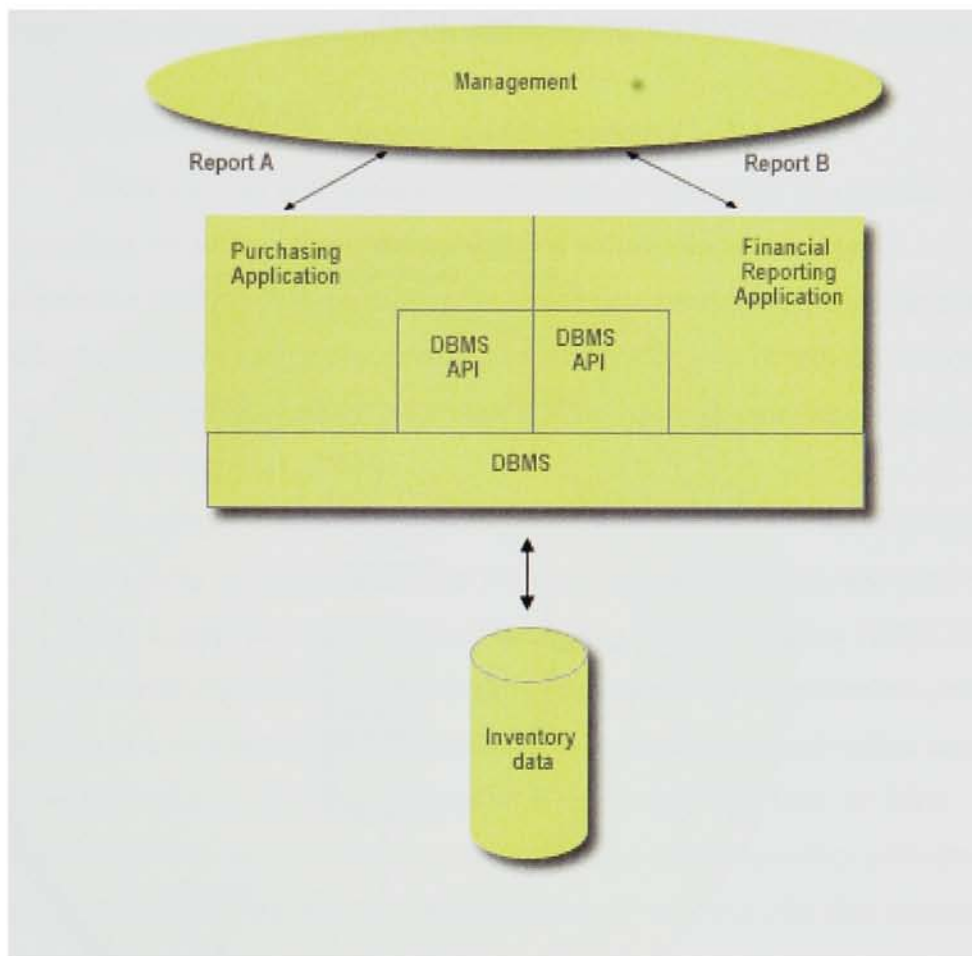 Management
Report A
Report B
Purchasing
Application
Financial
Reporting
Application
DBMS
API
DBMS
API
DBMS
Inventory
data